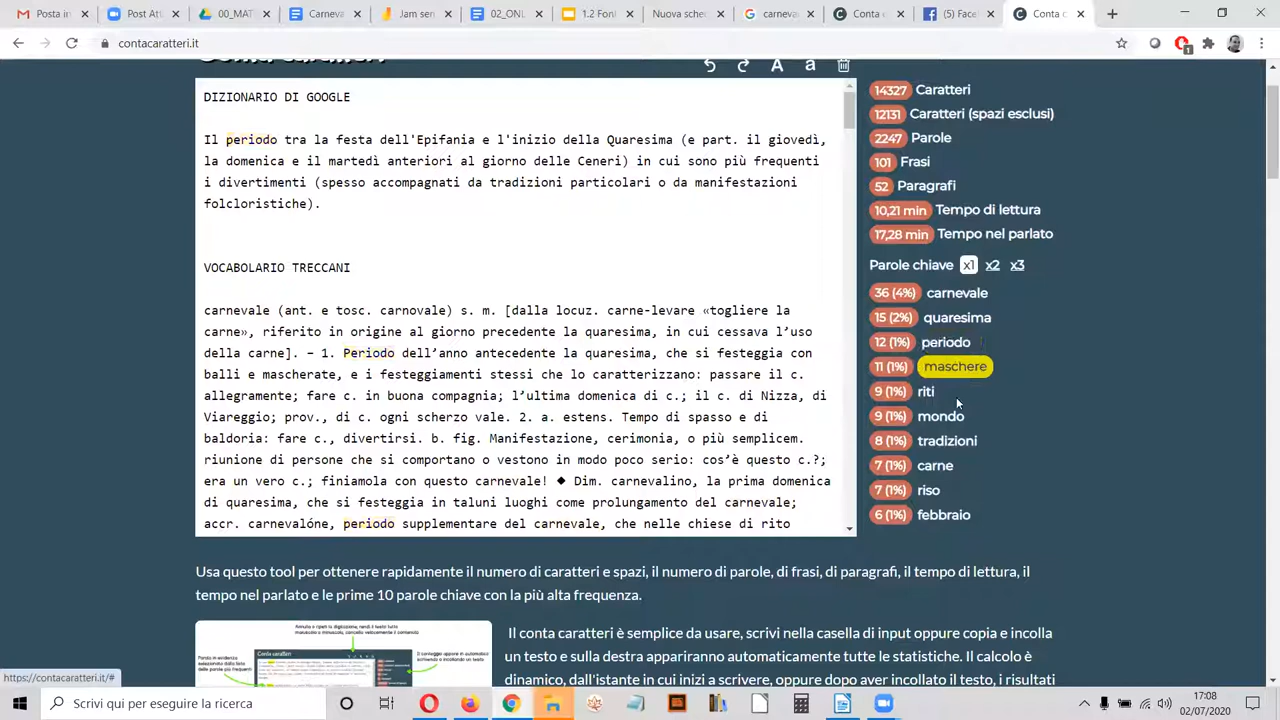 Gmail - Posta in
Post Atta
00_MATE
Carneva
Jam sess
02_ONL
1.2 Fonti
Nuova sched
carneval
Conta c
(5) Face
Conta c
contacaratteri.it
Conta caratteri
A a
DIZIONARIO DI GOOGLE
Il periodo tra la festa dell'Epifania e l'inizio della Quaresima (e part. il giovedì,
la domenica e il martedì anteriori al giorno delle Ceneri) in cui sono più frequenti
i divertimenti (spesso accompagnati da tradizioni particolari o da manifestazioni
folcloristiche).
VOCABOLARIO TRECCANI
carnevale (ant. e tosc. carnovale) s. m. [dalla locuz. carne-levare «togliere la
carne», riferito in origine al giorno precedente la quaresima, in cui cessava l’uso
della carne]. – 1. Periodo dell’anno antecedente la quaresima, che si festeggia con
balli e mascherate, e i festeggiamenti stessi che lo caratterizzano: passare il c.
allegramente; fare c. in buona compagnia; l’ultima domenica di c.; il c. di Nizza, di
Viareggio; prov., di c. ogni scherzo vale. 2. a. estens. Tempo di spasso e di
baldoria: fare c., divertirsi. b. fig. Manifestazione, cerimonia, o più semplicem.
riunione di persone che si comportano o vestono in modo poco serio: cos’è questo c.?;
era un vero c.; finiamola con questo carnevale! ◆ Dim. carnevalino, la prima domenica
di quaresima, che si festeggia in taluni luoghi come prolungamento del carnevale;
accr. carnevalóne, periodo supplementare del carnevale, che nelle chiese di rito
14327 Caratteri
12131 Caratteri (spazi esclusi)
2247 Parole
101 Frasi
52 Paragrafi
10,21 min Tempo di lettura
17,28 min Tempo nel parlato
Parole chiave x1 x2 x3
36 (4%) carnevale
15 (2%) quaresima
12 (1%) periodo
11 (1%) maschere
9 (1%) riti
9 (1%) mondo
8 (1%) tradizioni
7 (1%) carne
7 (1%) riso
6 (1%) febbraio
Usa questo tool per ottenere rapidamente il numero di caratteri e spazi, il numero di parole, di frasi, di paragrafi, il tempo di lettura, il
tempo nel parlato e le prime 10 parole chiave con la più alta frequenza.
Il conta caratteri è semplice da usare, scrivi nella casella di input oppure copia e incolla
un testo e sulla destra compariranno automaticamente tutti i risultati, il calcolo è
dinamico, dall'istante in cui inizi a scrivere, oppure dopo aver incollato il testo, i risultati
Scrivi qui per eseguire la ricerca
17:08
02/07/2020